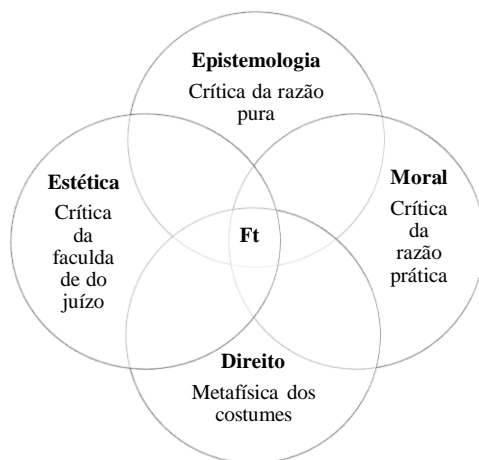 Epistemologia
Crítica da razão
pura
Estética
Crítica
da
faculda
de do
juízo
Moral
Crítica
da
razão
prática
Ft
Direito
Metafísica dos
costumes